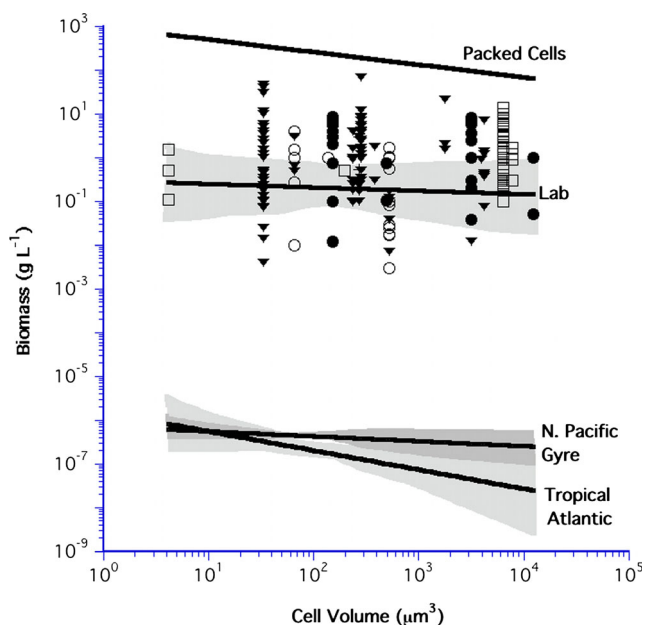 10³
Packed Cells
10¹
10⁻¹
Lab
Biomass (g L⁻¹)
10⁻³
10⁻⁵
N. Pacific
Gyre
10⁻⁷
Tropical
Atlantic
10⁻⁹
10⁰ 10¹ 10² 10³ 10⁴ 10⁵
Cell Volume (μm³)